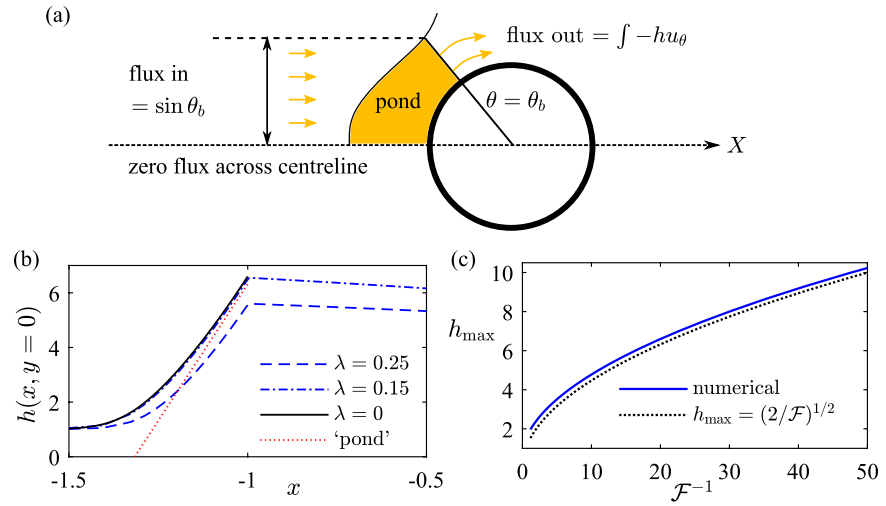 (a)
flux in
= sin θ_b
flux out = ∫ −hu_θ
pond
θ = θ_b
X
zero flux across centreline
(b)
h(x, y = 0)
6
4
2
0
-1.5
-1
-0.5
x
λ = 0.25
λ = 0.15
λ = 0
'pond'
(c)
h_max
10
8
6
4
2
0
10
20
30
40
50
ℱ⁻¹
numerical
h_max = (2/ℱ)^{1/2}